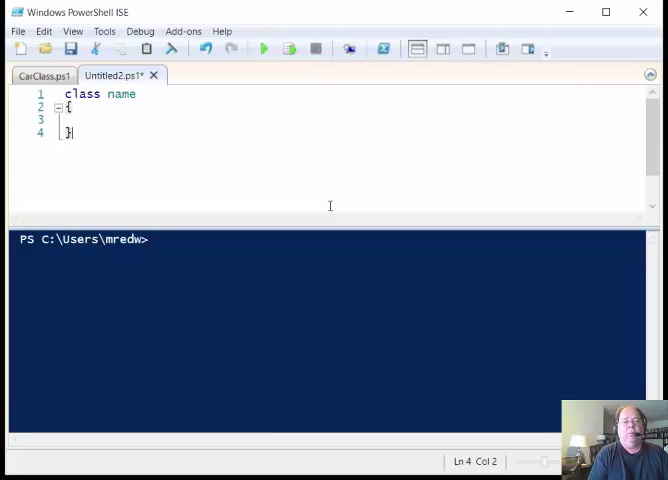 Windows PowerShell ISE
File Edit View Tools Debug Add-ons Help
CarClass.ps1 Untitled2.ps1*
1 class name
2 {
3
4 }
PS C:\Users\mredw>
Ln 4 Col 2